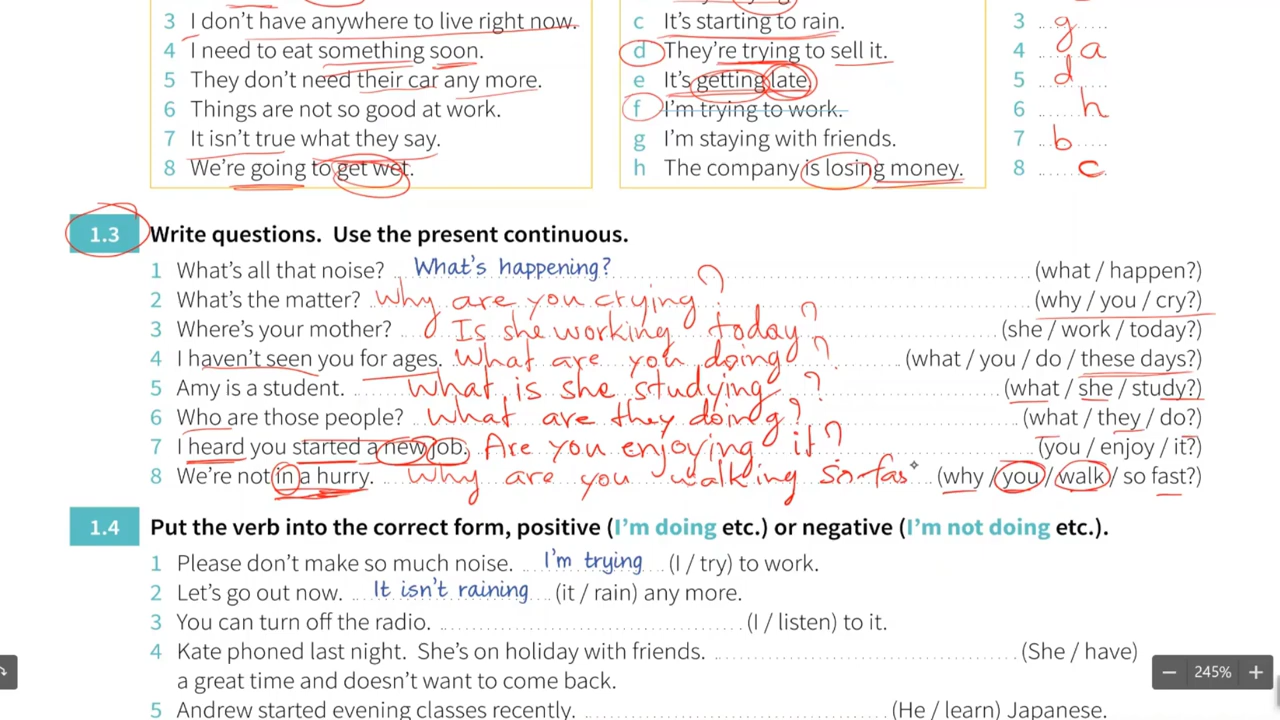 3 I don't have anywhere to live right now. c It's starting to rain. 3 g
4 I need to eat something soon. d They're trying to sell it. 4 a
5 They don't need their car any more. e It's getting late. 5 d
6 Things are not so good at work. f I'm trying to work. 6 h
7 It isn't true what they say. g I'm staying with friends. 7 b
8 We're going to get wet. h The company is losing money. 8 c
1.3 Write questions. Use the present continuous.
1 What's all that noise? What's happening? (what / happen?)
2 What's the matter? Why are you crying? (why / you / cry?)
3 Where's your mother? Is she working today? (she / work / today?)
4 I haven't seen you for ages. What are you doing? (what / you / do / these days?)
5 Amy is a student. What is she studying? (what / she / study?)
6 Who are those people? What are they doing? (what / they / do?)
7 I heard you started a new job. Are you enjoying it? (you / enjoy / it?)
8 We're not in a hurry. Why are you walking so fas (why / you / walk / so fast?)
1.4 Put the verb into the correct form, positive (I'm doing etc.) or negative (I'm not doing etc.).
1 Please don't make so much noise. I'm trying (I / try) to work.
2 Let's go out now. It isn't raining (it / rain) any more.
3 You can turn off the radio. (I / listen) to it.
4 Kate phoned last night. She's on holiday with friends. (She / have)
a great time and doesn't want to come back.
245%
5 Andrew started evening classes recently. (He / learn) Japanese.